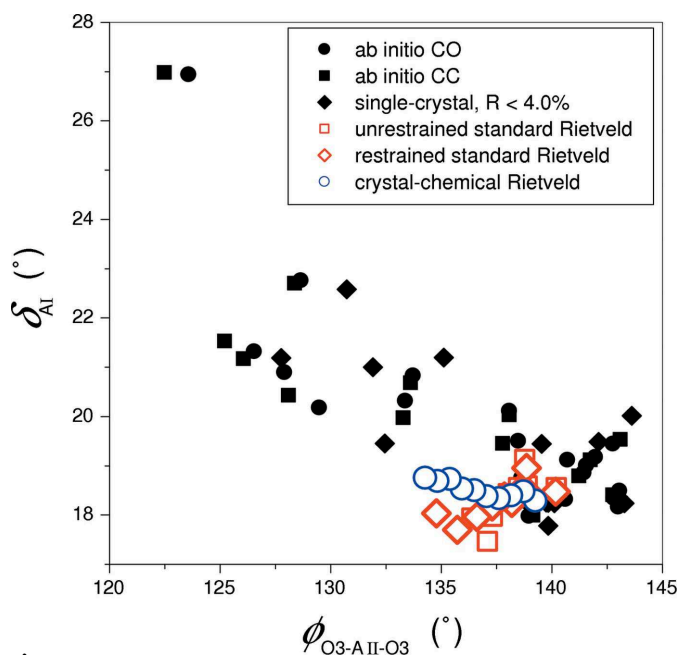 28
26
24
22
20
18
δAI (°)
ab initio CO
ab initio CC
single-crystal, R < 4.0%
unrestrained standard Rietveld
restrained standard Rietveld
crystal-chemical Rietveld
120 125 130 135 140 145
ϕO3-AII-O3 (°)